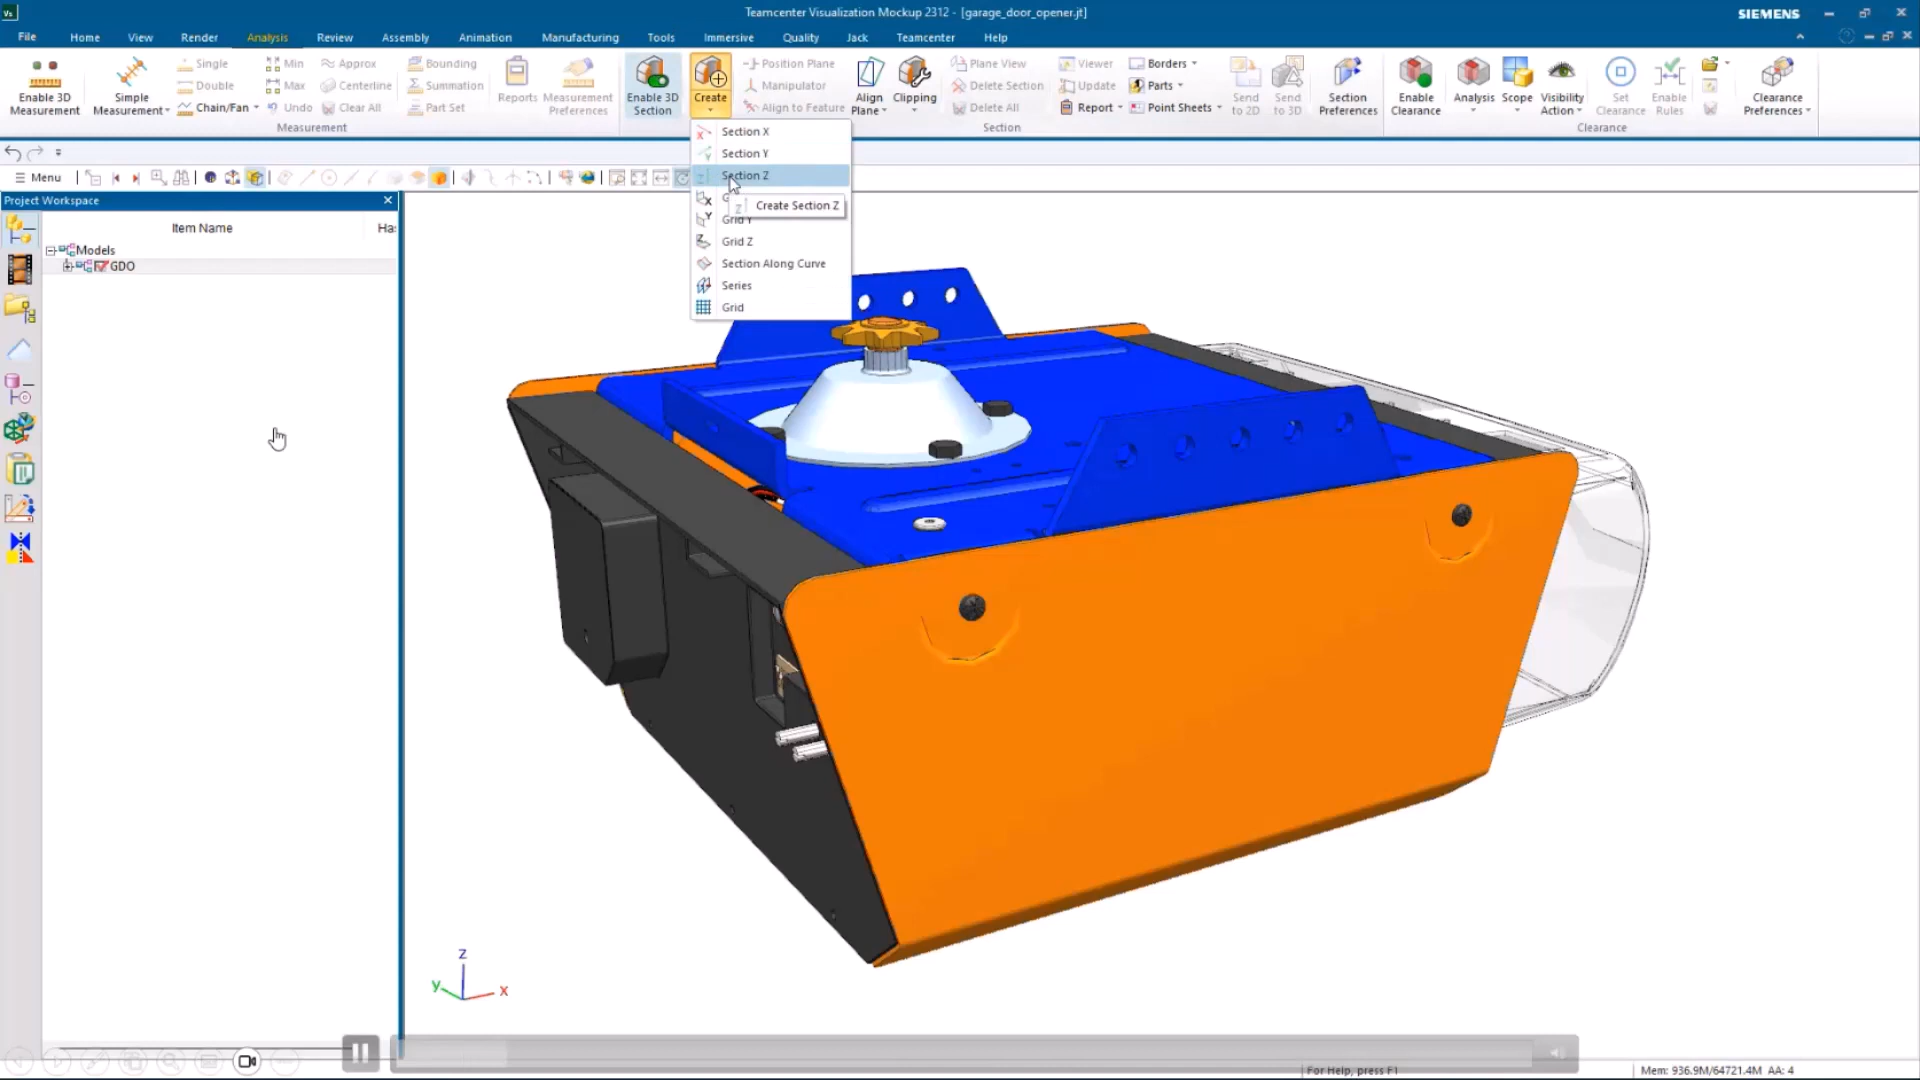 Vs
Teamcenter Visualization Mockup 2312 - [garage_door_opener.jt]
SIEMENS
File
Home
View
Render
Analysis
Review
Assembly
Animation
Manufacturing
Tools
Immersive
Quality
Jack
Teamcenter
Help
Enable 3D
Measurement
Simple
Measurement
Single
Double
Chain/Fan
Min
Max
Undo
Approx
Centerline
Clear All
Bounding
Summation
Part Set
Reports
Measurement
Preferences
Measurement
Enable 3D
Section
Create
Position Plane
Manipulator
Align to Feature
Align
Plane
Clipping
Plane View
Delete Section
Delete All
Viewer
Update
Report
Borders
Parts
Point Sheets
Send
to 2D
Send
to 3D
Section
Preferences
Section
Enable
Clearance
Analysis
Scope
Visibility
Action
Set
Clearance
Enable
Rules
Clearance
Preferences
Clearance
Section X
Section Y
Section Z
Create Section Z
Grid Y
Grid Z
Section Along Curve
Series
Grid
Menu
Project Workspace
Item Name
Has
Models
GDO
Z
Y
X
For Help, press F1
Mem: 936.9M/64721.4M AA: 4